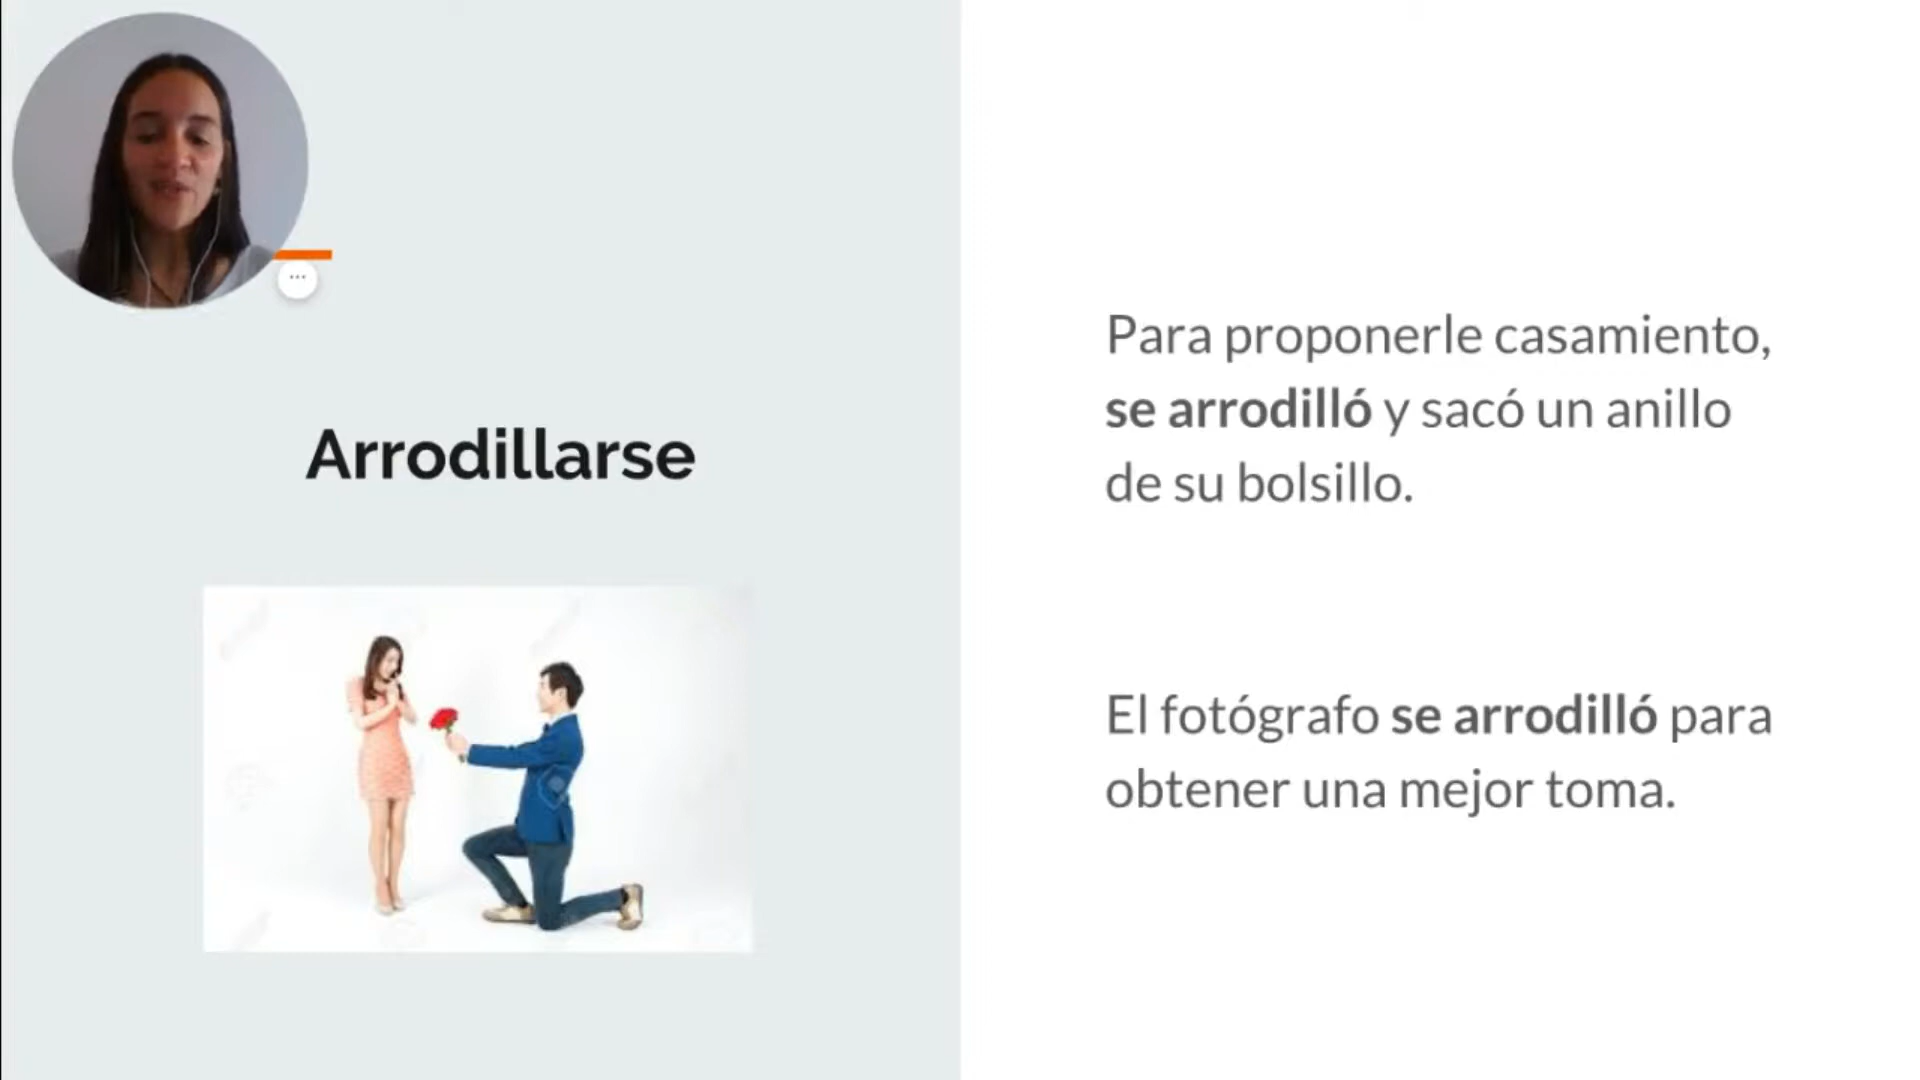 Arrodillarse
Para proponerle casamiento,
se arrodilló y sacó un anillo
de su bolsillo.
El fotógrafo se arrodilló para
obtener una mejor toma.